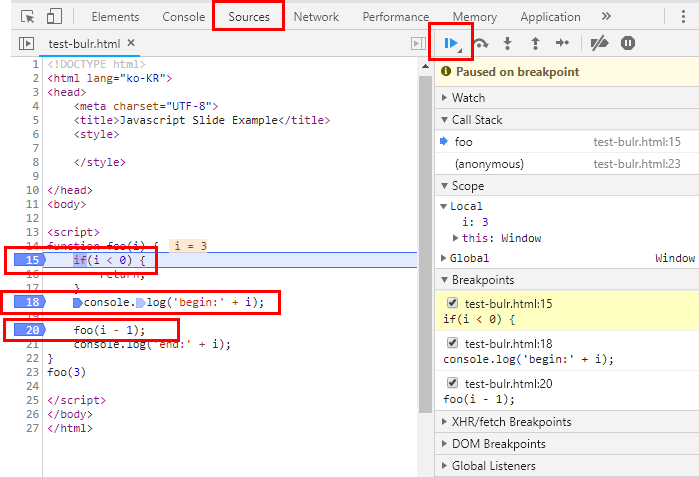 Elements Console Sources Network Performance Memory Application »
test-bulr.html ×
Paused on breakpoint
1 <!DOCTYPE html>
2 <html lang="ko-KR">
3 <head>
4 <meta charset="UTF-8">
5 <title>Javascript Slide Example</title>
6 <style>
7
8 </style>
9
10 </head>
11 <body>
12
13 <script>
14 function foo(i) { i = 3
15 if(i < 0) {
16 return;
17 }
18 console.log('begin:' + i);
19
20 foo(i - 1);
21 console.log('end:' + i);
22 }
23 foo(3)
24
25 </script>
26 </body>
27 </html>
Watch
Call Stack
foo test-bulr.html:15
(anonymous) test-bulr.html:23
Scope
Local
i: 3
this: Window
Global Window
Breakpoints
test-bulr.html:15
if(i < 0) {
test-bulr.html:18
console.log('begin:' + i);
test-bulr.html:20
foo(i - 1);
XHR/fetch Breakpoints
DOM Breakpoints
Global Listeners